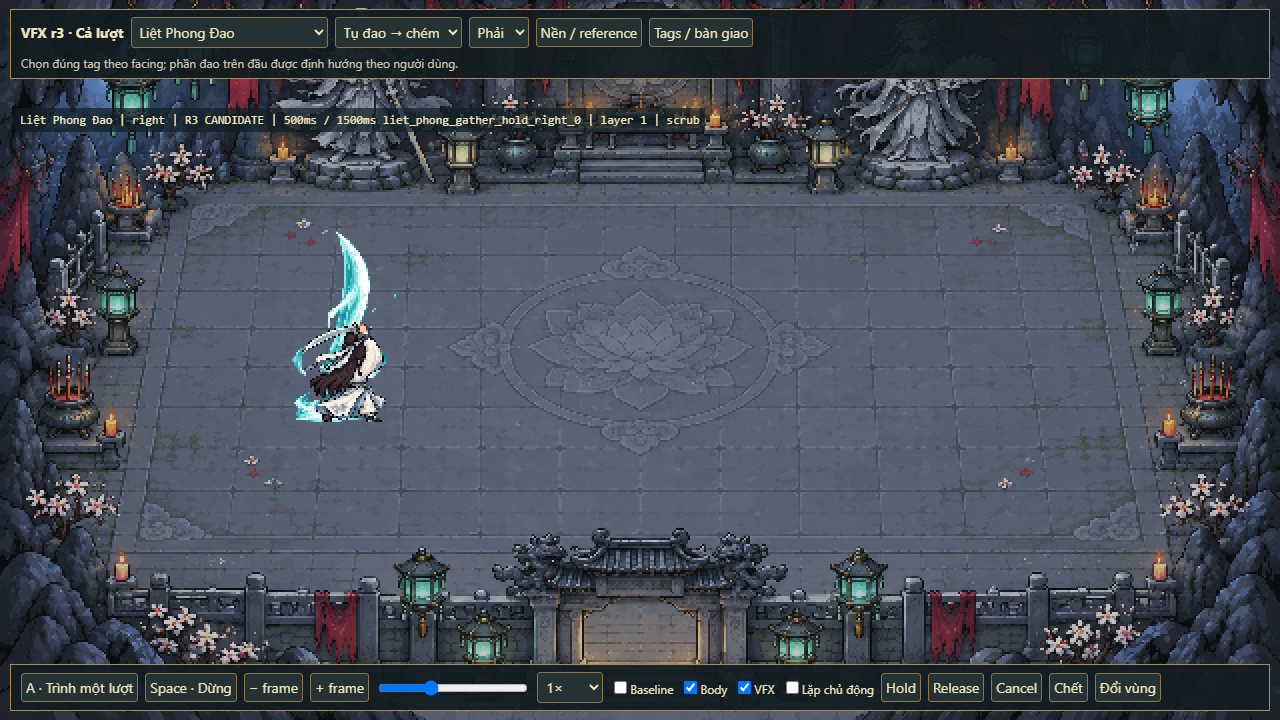 VFX r3 · Cả lượt Liệt Phong Đao Tụ đao → chém Phải Nền / reference Tags / bàn giao
Chọn đúng tag theo facing; phần đao trên đầu được định hướng theo người dùng.
Liệt Phong Đao | right | R3 CANDIDATE | 500ms / 1500ms liet_phong_gather_hold_right_0 | layer 1 | scrub
A · Trình một lượt Space · Dừng − frame + frame 1× Baseline Body VFX Lặp chủ động Hold Release Cancel Chết Đổi vùng